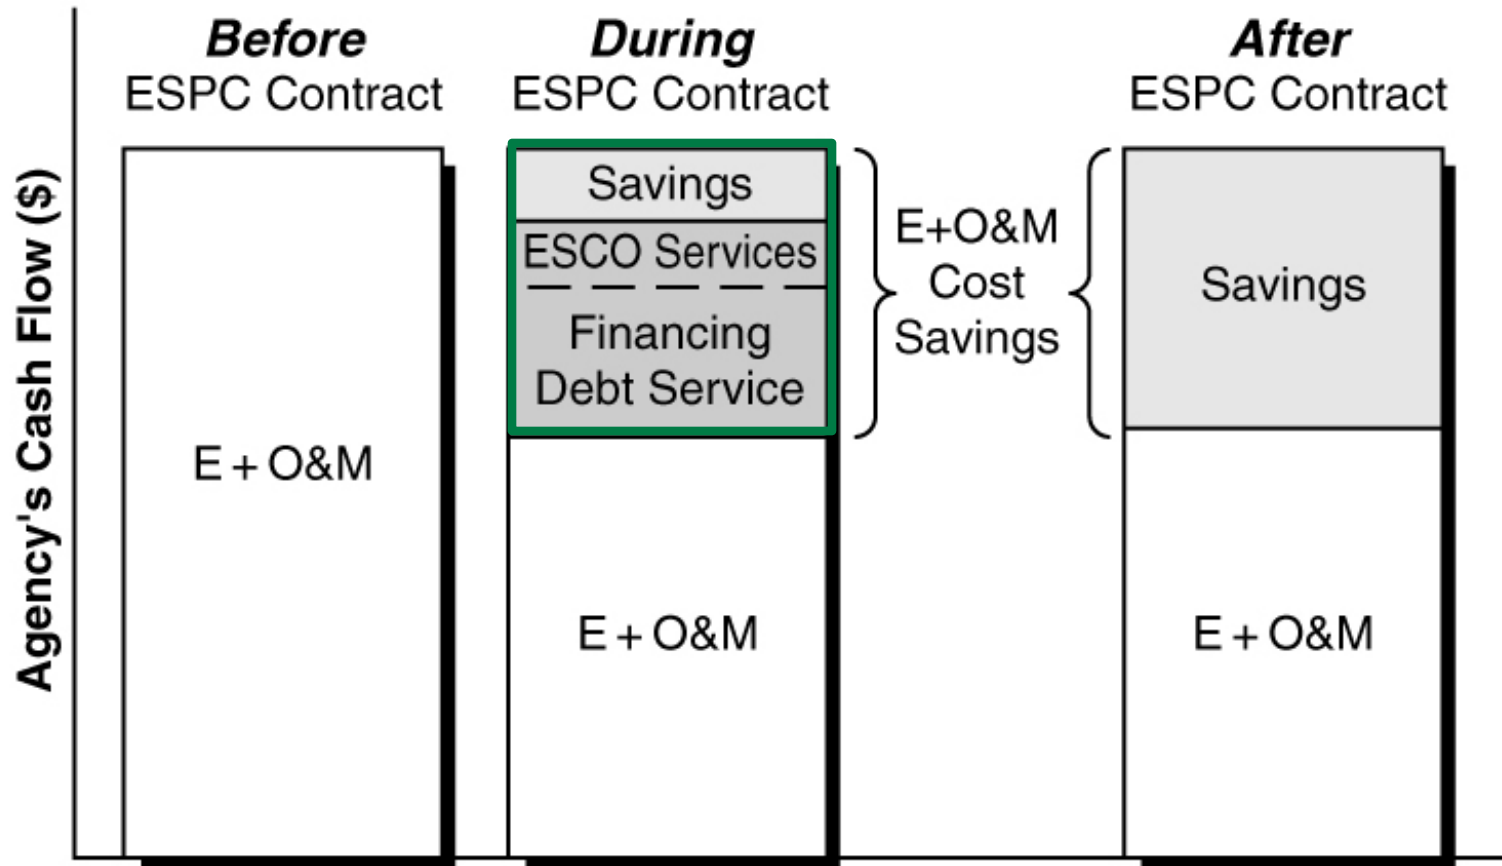 Agency's Cash Flow ($)
Before
ESPC Contract
E + O&M
During
ESPC Contract
Savings
ESCO Services
Financing
Debt Service
E + O&M
E+O&M
Cost
Savings
After
ESPC Contract
Savings
E + O&M